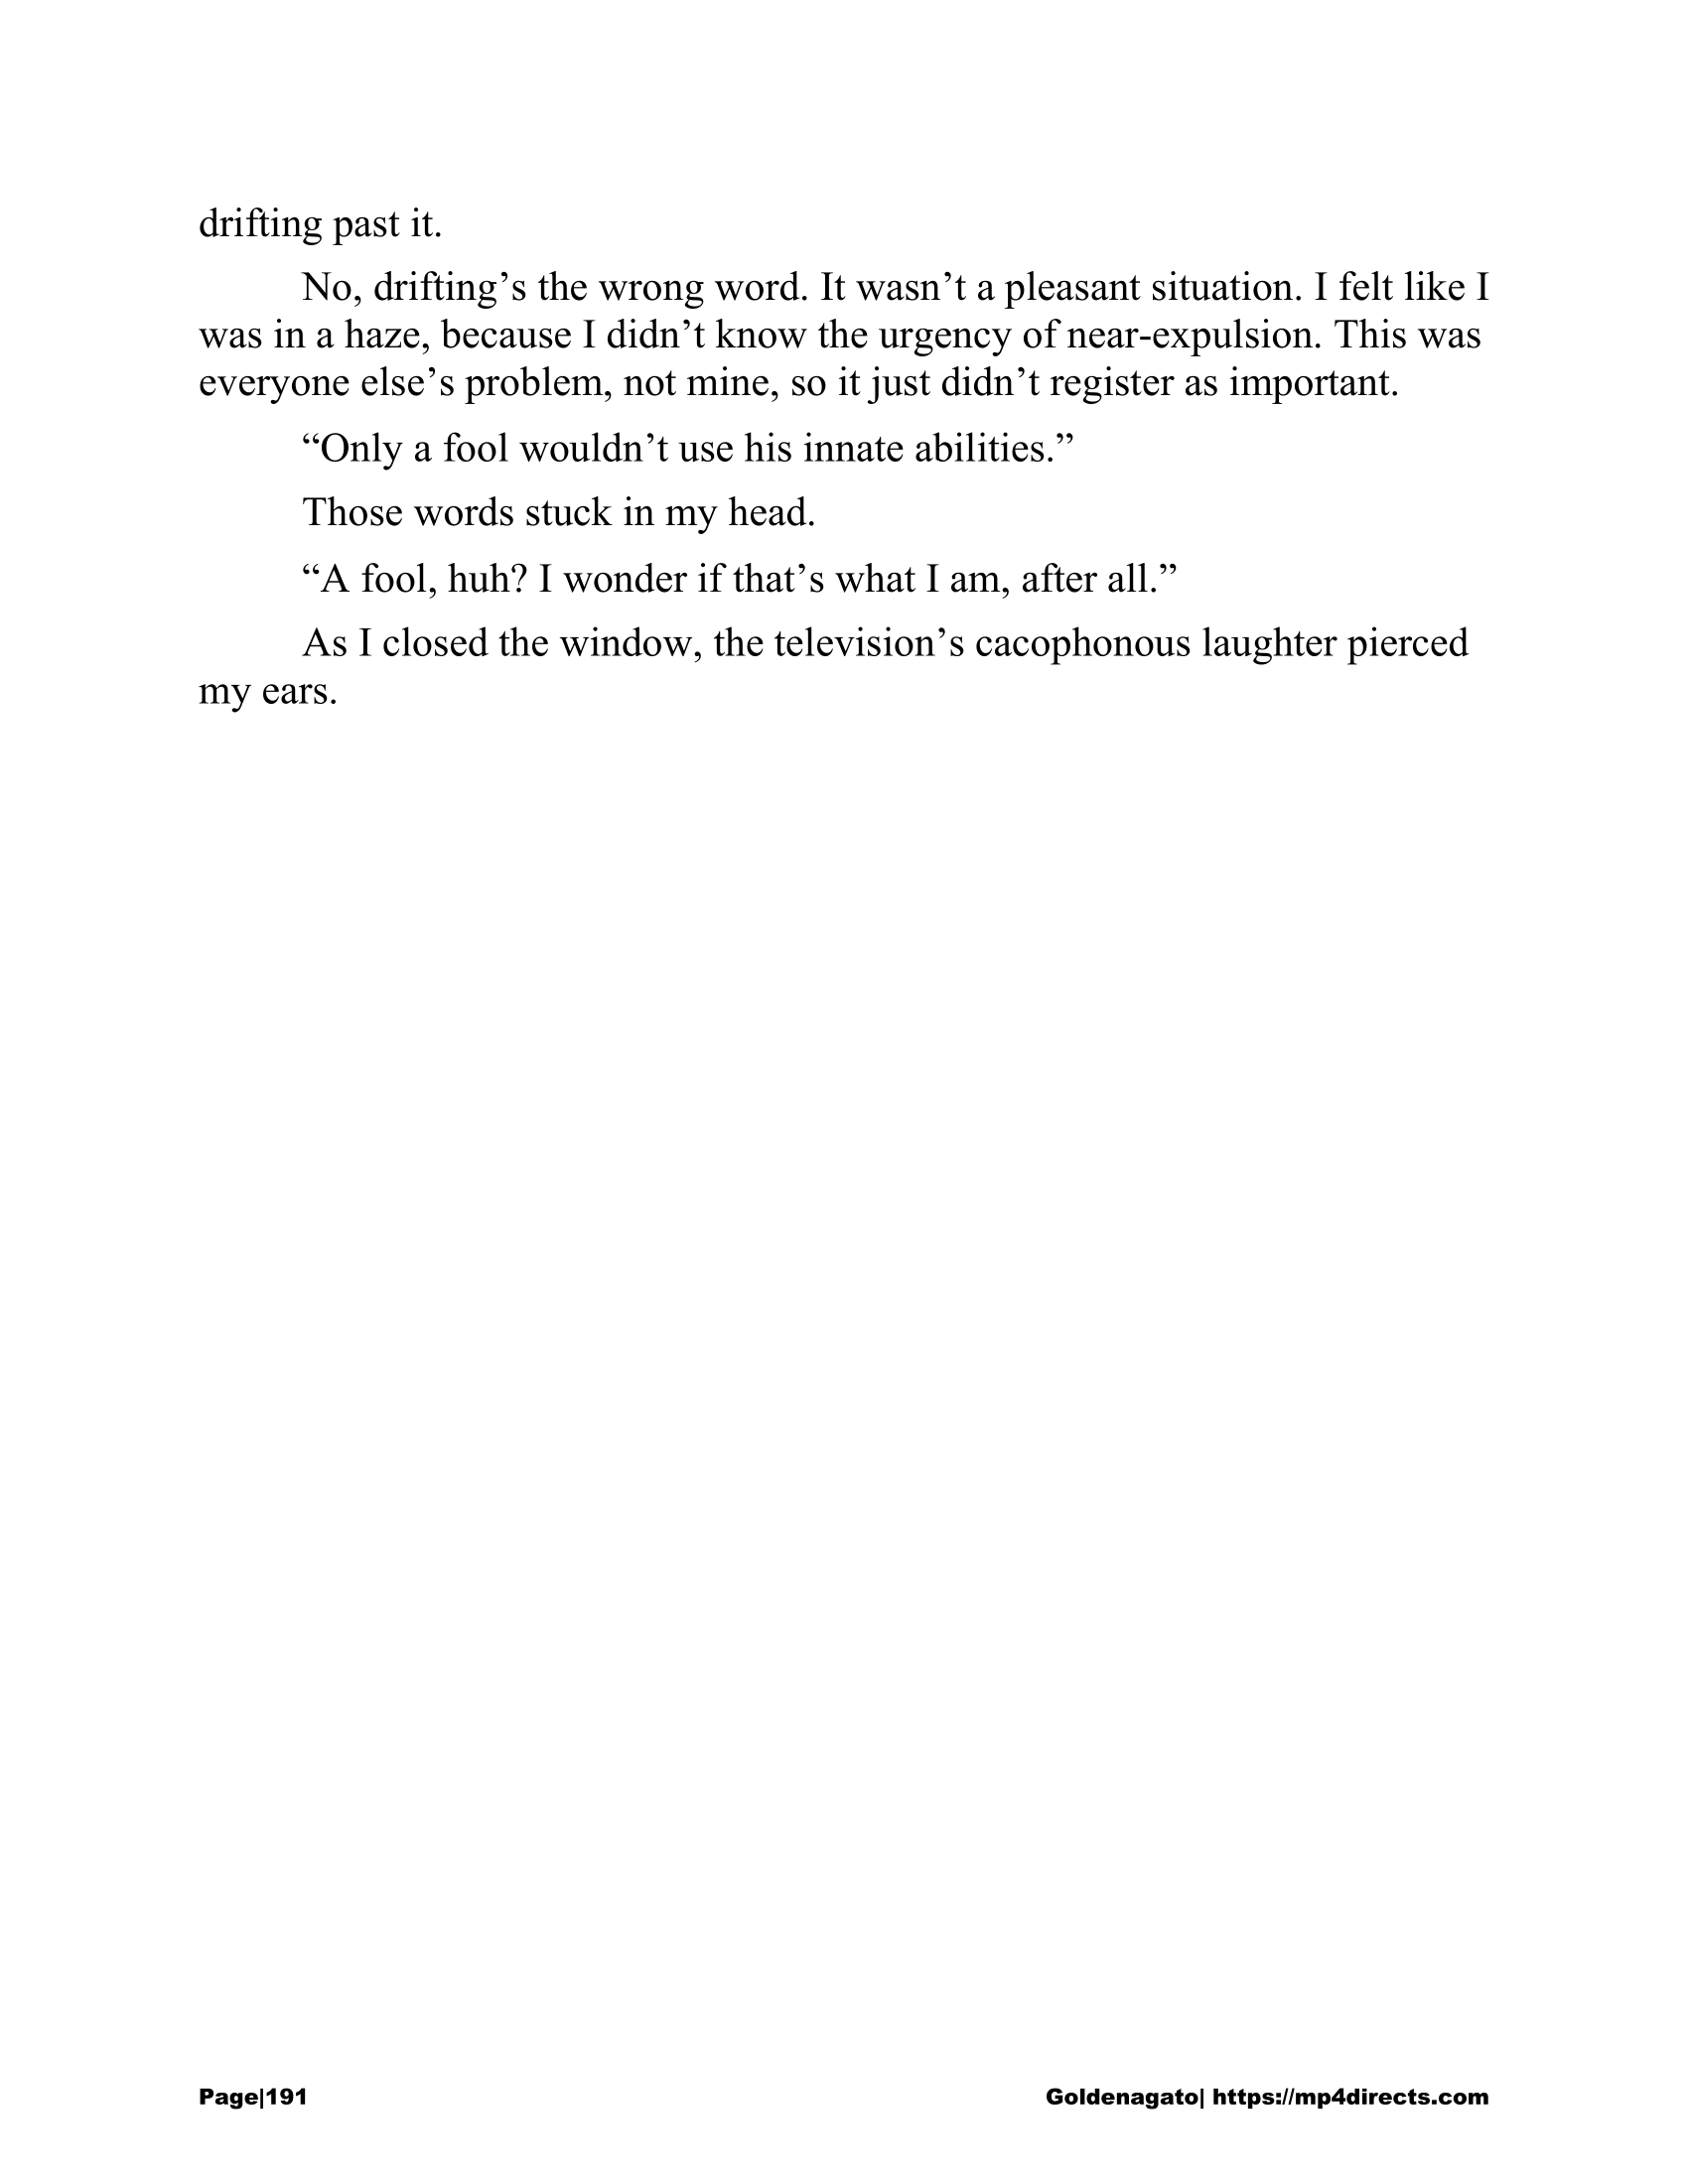 drifting past it.
No, drifting’s the wrong word. It wasn’t a pleasant situation. I felt like I
was in a haze, because I didn’t know the urgency of near-expulsion. This was
everyone else’s problem, not mine, so it just didn’t register as important.
“Only a fool wouldn’t use his innate abilities.”
Those words stuck in my head.
“A fool, huh? I wonder if that’s what I am, after all.”
As I closed the window, the television’s cacophonous laughter pierced
my ears.
Page|191 Goldenagato| https://mp4directs.com